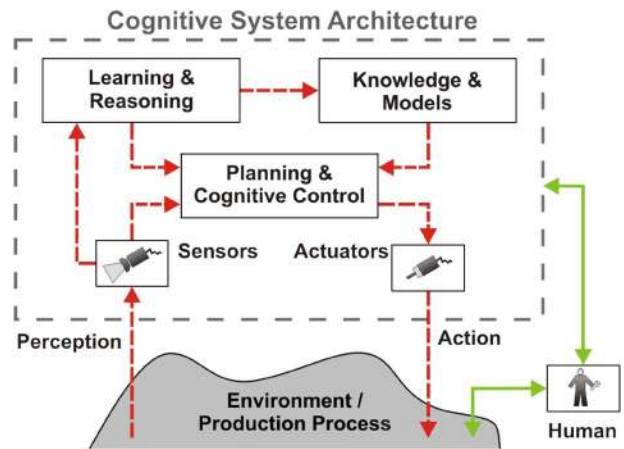 Cognitive System Architecture
Learning &
Reasoning
Knowledge &
Models
Planning &
Cognitive Control
Sensors
Actuators
Perception
Action
Environment /
Production Process
Human